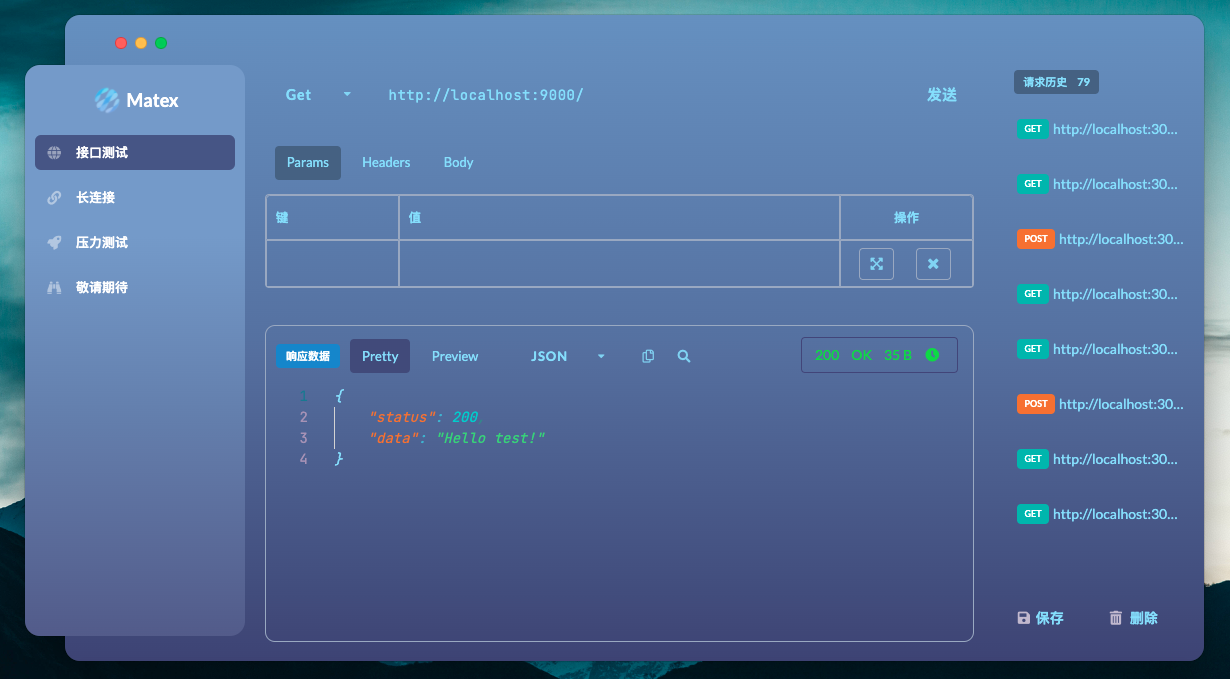 Matex
接口测试
长连接
压力测试
敬请期待
Get http://localhost:9000/ 发送
Params Headers Body
键 值 操作
响应数据 Pretty Preview JSON 200 OK 35 B
1 {
2 "status": 200,
3 "data": "Hello test!"
4 }
请求历史 79
GET http://localhost:30...
GET http://localhost:30...
POST http://localhost:30...
GET http://localhost:30...
GET http://localhost:30...
POST http://localhost:30...
GET http://localhost:30...
GET http://localhost:30...
保存 删除